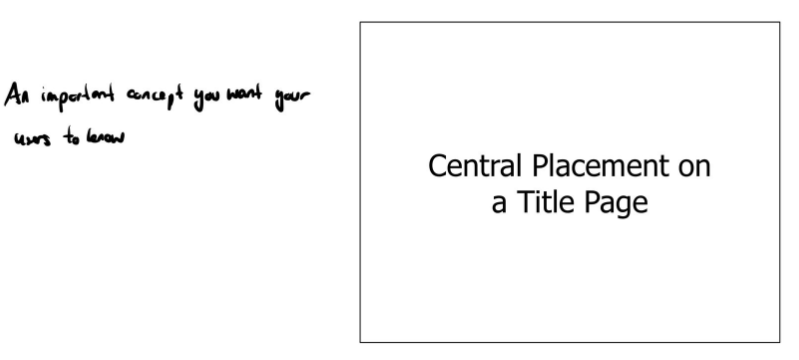 An important concept you want your
users to know
Central Placement on
a Title Page